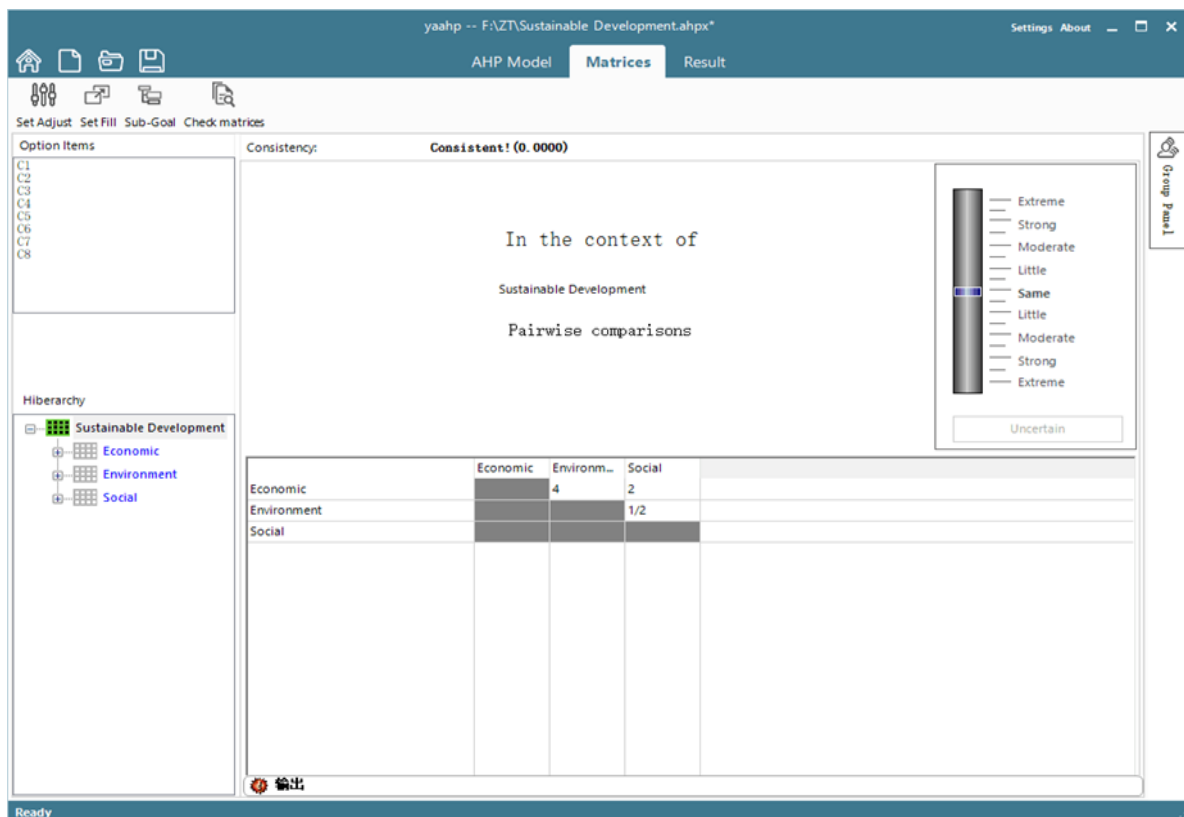 yaahp -- F:\ZT\Sustainable Development.ahpx*
Settings About
AHP Model Matrices Result
Set Adjust Set Fill Sub-Goal Check matrices
Option Items
C1
C2
C3
C4
C5
C6
C7
C8
Consistency: Consistent!(0.0000)
In the context of
Sustainable Development
Pairwise comparisons
Extreme
Strong
Moderate
Little
Same
Little
Moderate
Strong
Extreme
Uncertain
Group Panel
Hiberarchy
Sustainable Development
Economic
Environment
Social
Economic Environm... Social
Economic 4 2
Environment 1/2
Social
输出
Ready